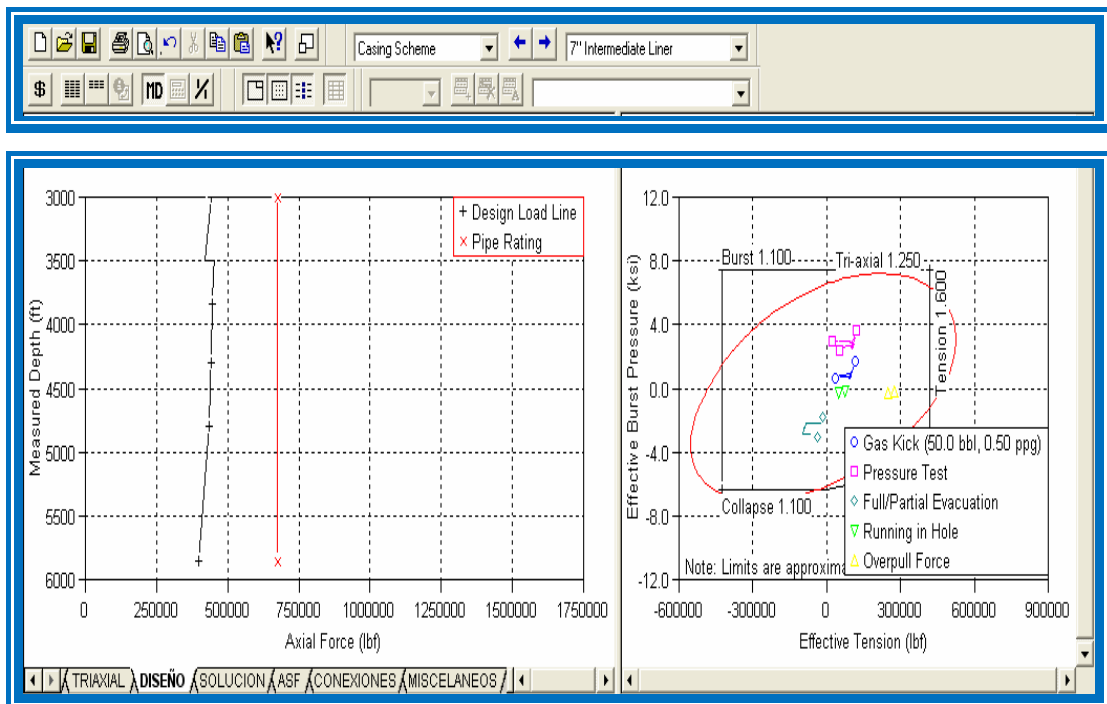 Casing Scheme
7" Intermediate Liner
$
MD
3000
3500
4000
4500
5000
5500
6000
Measured Depth (ft)
+ Design Load Line
× Pipe Rating
0
250000
500000
750000
1000000
1250000
1500000
1750000
Axial Force (lbf)
TRIAXIAL
DISEÑO
SOLUCION
ASF
CONEXIONES
MISCELANEOS
12.0
8.0
4.0
0.0
-4.0
-8.0
-12.0
Effective Burst Pressure (ksi)
Burst 1.100
Tri-axial 1.250
Tension 1.600
Collapse 1.100
Gas Kick (50.0 bbl, 0.50 ppg)
Pressure Test
Full/Partial Evacuation
Running in Hole
Overpull Force
Note: Limits are approxima
-600000
-300000
0
300000
600000
900000
Effective Tension (lbf)